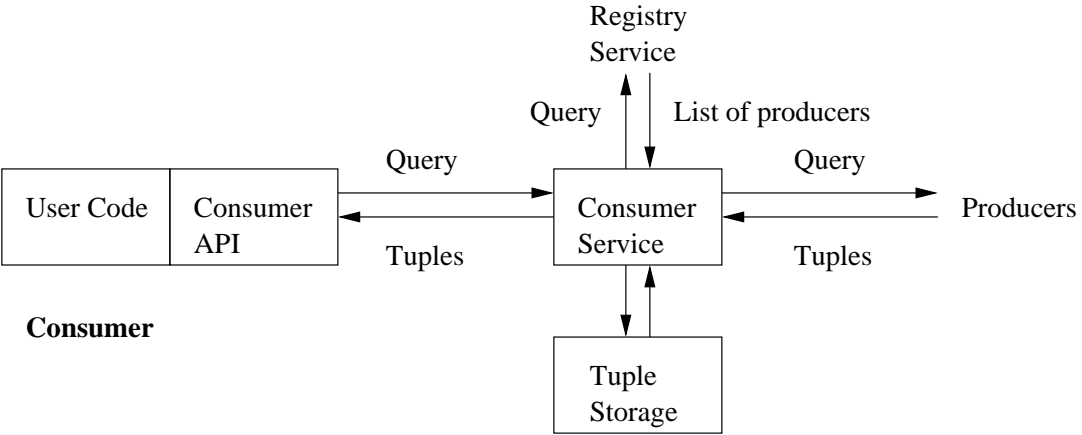 Registry
Service
Query
List of producers
Query
Query
User Code
Consumer
API
Consumer
Service
Producers
Tuples
Tuples
Consumer
Tuple
Storage